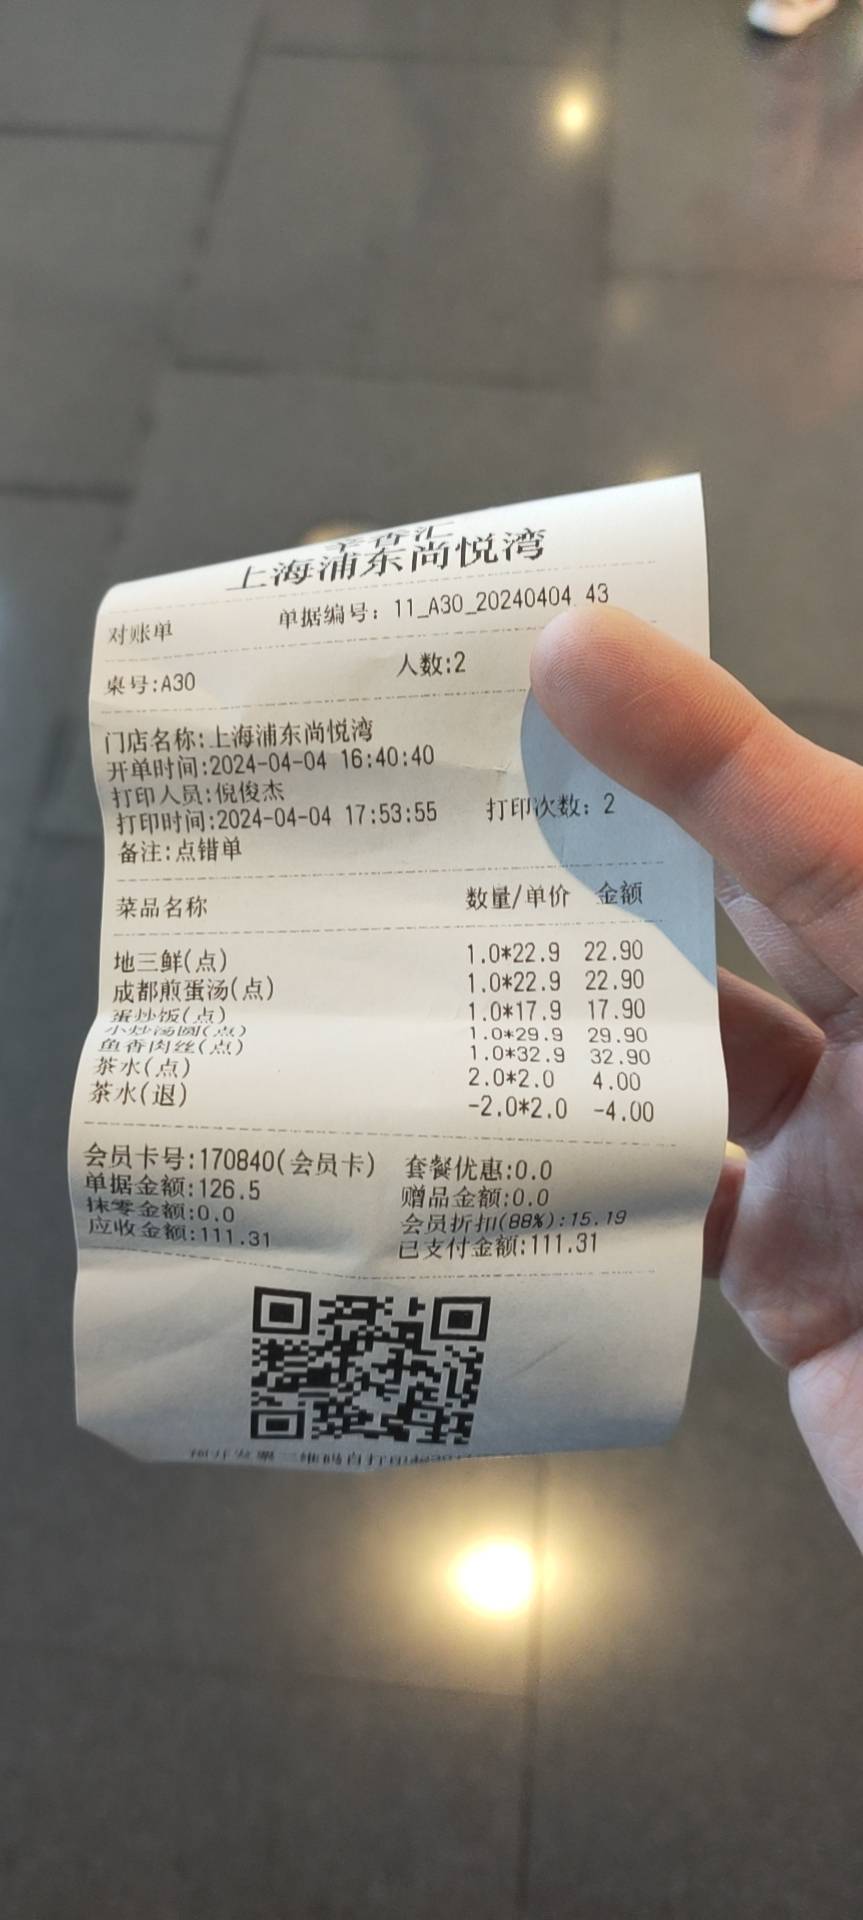 辛香汇
上海浦东尚悦湾
对账单 单据编号: 11_A30_20240404 43
桌号:A30 人数:2
门店名称:上海浦东尚悦湾
开单时间:2024-04-04 16:40:40
打印人员:倪俊杰
打印时间:2024-04-04 17:53:55 打印次数: 2
备注:点错单
菜品名称 数量/单价 金额
地三鲜(点) 1.0*22.9 22.90
成都煎蛋汤(点) 1.0*22.9 22.90
蛋炒饭(点) 1.0*17.9 17.90
小炒汤圆(点) 1.0*29.9 29.90
鱼香肉丝(点) 1.0*32.9 32.90
茶水(点) 2.0*2.0 4.00
茶水(退) -2.0*2.0 -4.00
会员卡号:170840(会员卡) 套餐优惠:0.0
单据金额:126.5 赠品金额:0.0
抹零金额:0.0 会员折扣(88%):15.19
应收金额:111.31 已支付金额:111.31